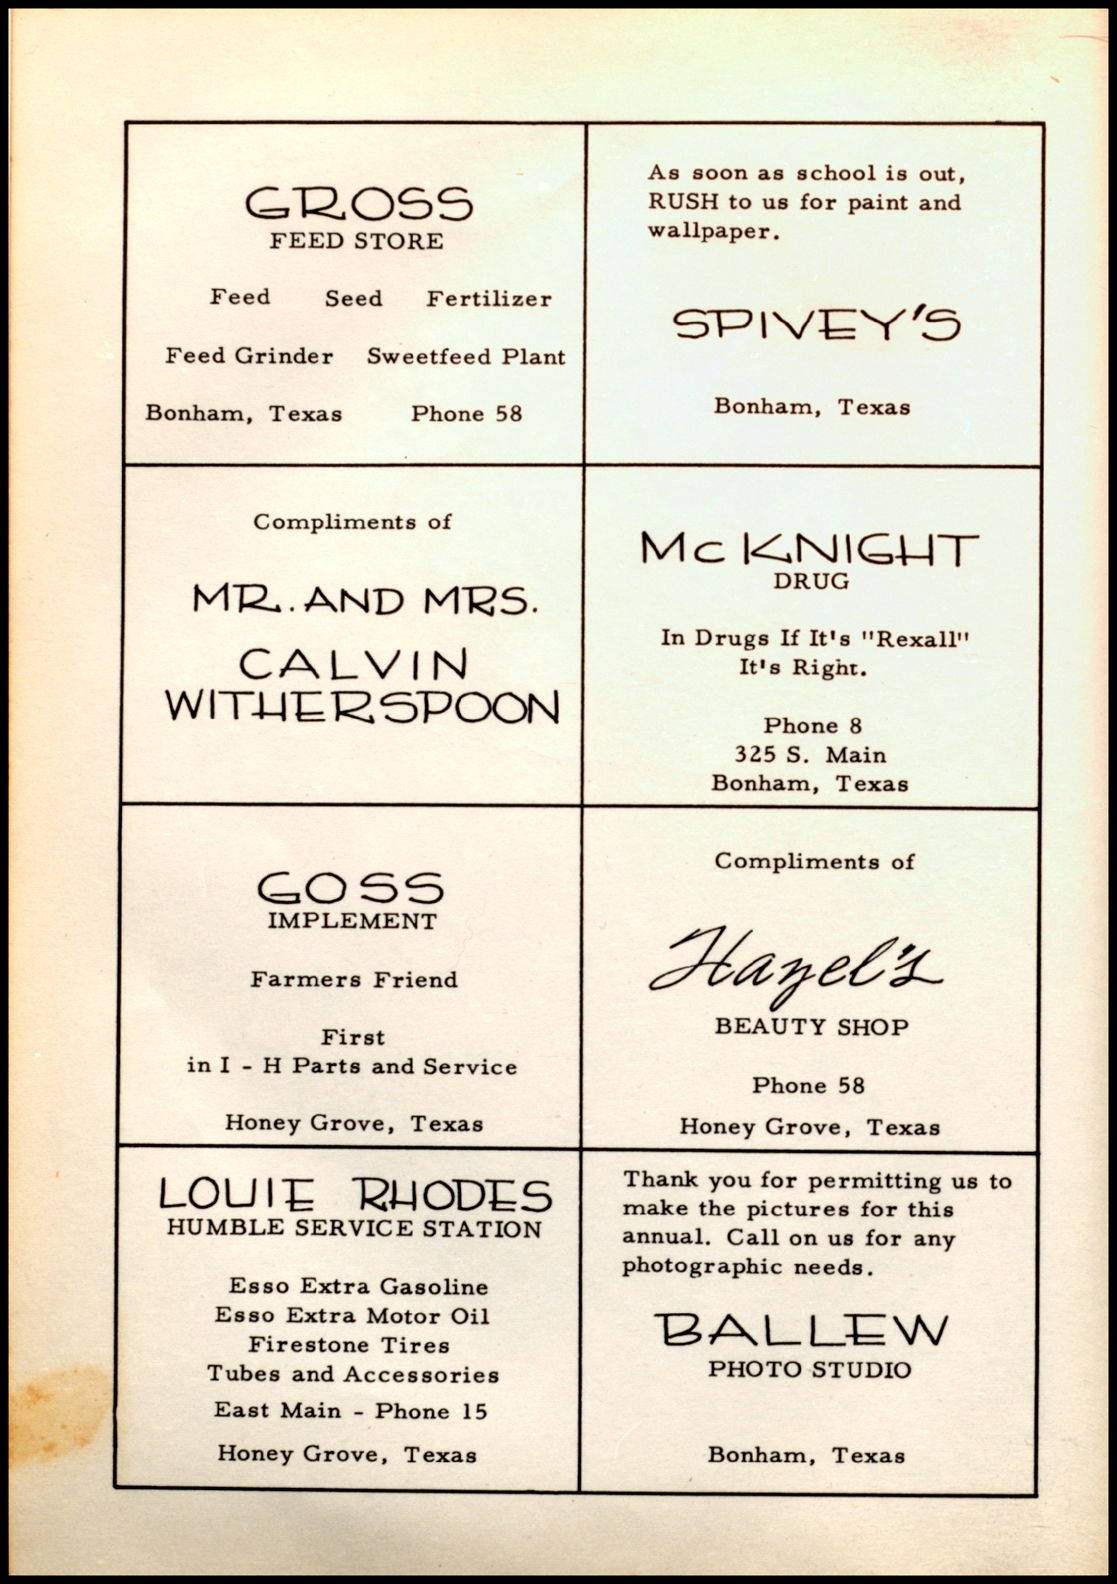 GROSS
FEED STORE
Feed Seed Fertilizer
Feed Grinder Sweetfeed Plant
Bonham, Texas Phone 58
As soon as school is out,
RUSH to us for paint and
wallpaper.
SPIVEY'S
Bonham, Texas
Compliments of
MR. AND MRS.
CALVIN
WITHERSPOON
McKNIGHT
DRUG
In Drugs If It's "Rexall"
It's Right.
Phone 8
325 S. Main
Bonham, Texas
GOSS
IMPLEMENT
Farmers Friend
First
in I - H Parts and Service
Honey Grove, Texas
Compliments of
Hazel's
BEAUTY SHOP
Phone 58
Honey Grove, Texas
LOUIE RHODES
HUMBLE SERVICE STATION
Esso Extra Gasoline
Esso Extra Motor Oil
Firestone Tires
Tubes and Accessories
East Main - Phone 15
Honey Grove, Texas
Thank you for permitting us to
make the pictures for this
annual. Call on us for any
photographic needs.
BALLEW
PHOTO STUDIO
Bonham, Texas